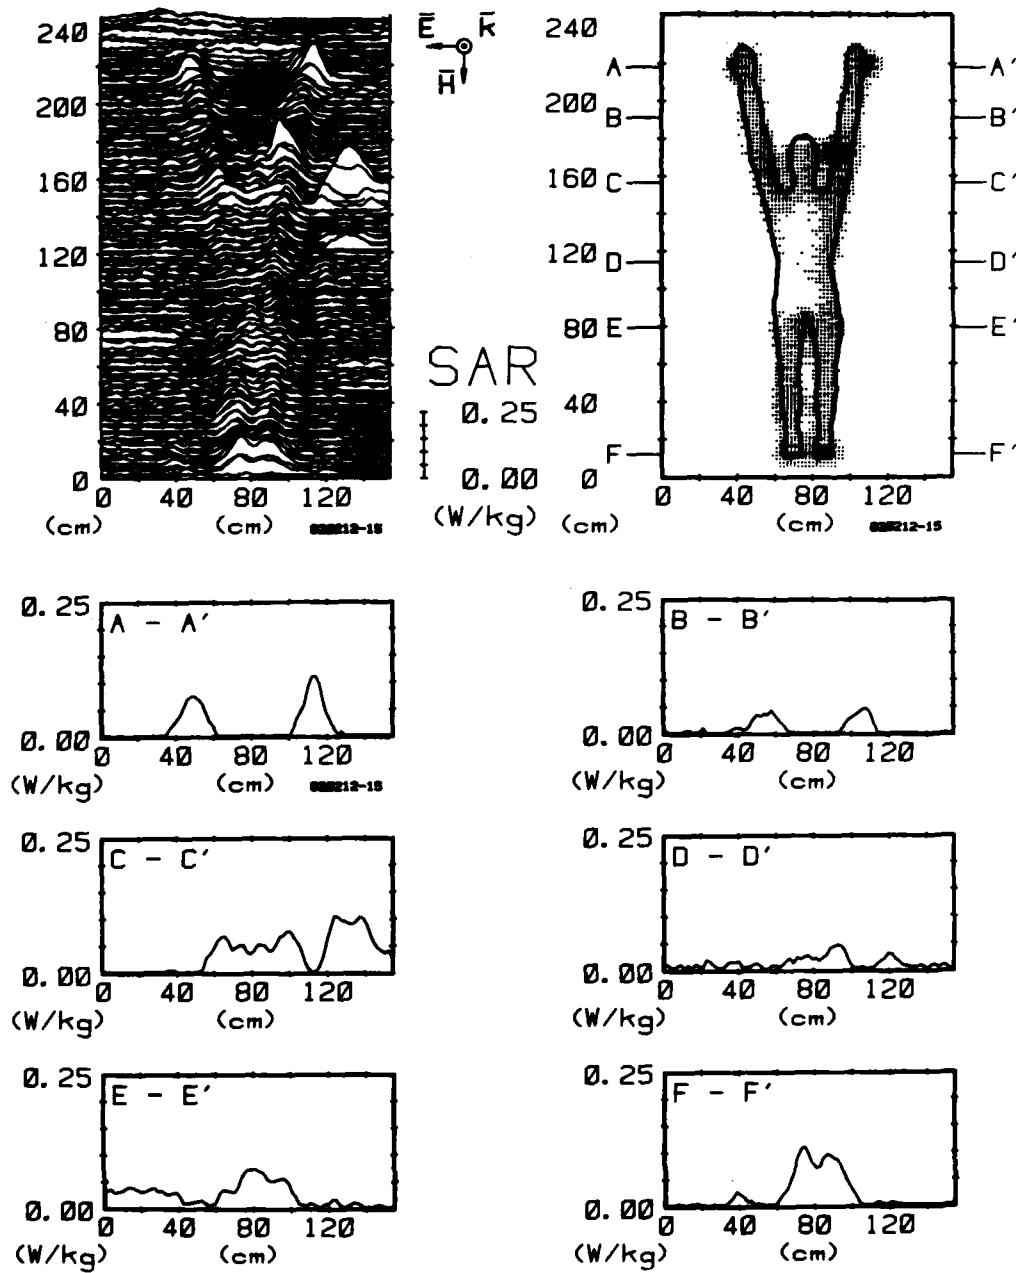 240
200
160
120
80
40
0
0 40 80 120
(cm) (cm)
Ē k̄
H̄
SAR
0.25
0.00
(W/kg)
240
200
160
120
80
40
0
A A'
B B'
C C'
D D'
E E'
F F'
0 40 80 120
(cm) (cm)
0.25
A - A'
0.00
0 40 80 120
(W/kg) (cm)
0.25
B - B'
0.00
0 40 80 120
(W/kg) (cm)
0.25
C - C'
0.00
0 40 80 120
(W/kg) (cm)
0.25
D - D'
0.00
0 40 80 120
(W/kg) (cm)
0.25
E - E'
0.00
0 40 80 120
(W/kg) (cm)
0.25
F - F'
0.00
0 40 80 120
(W/kg) (cm)